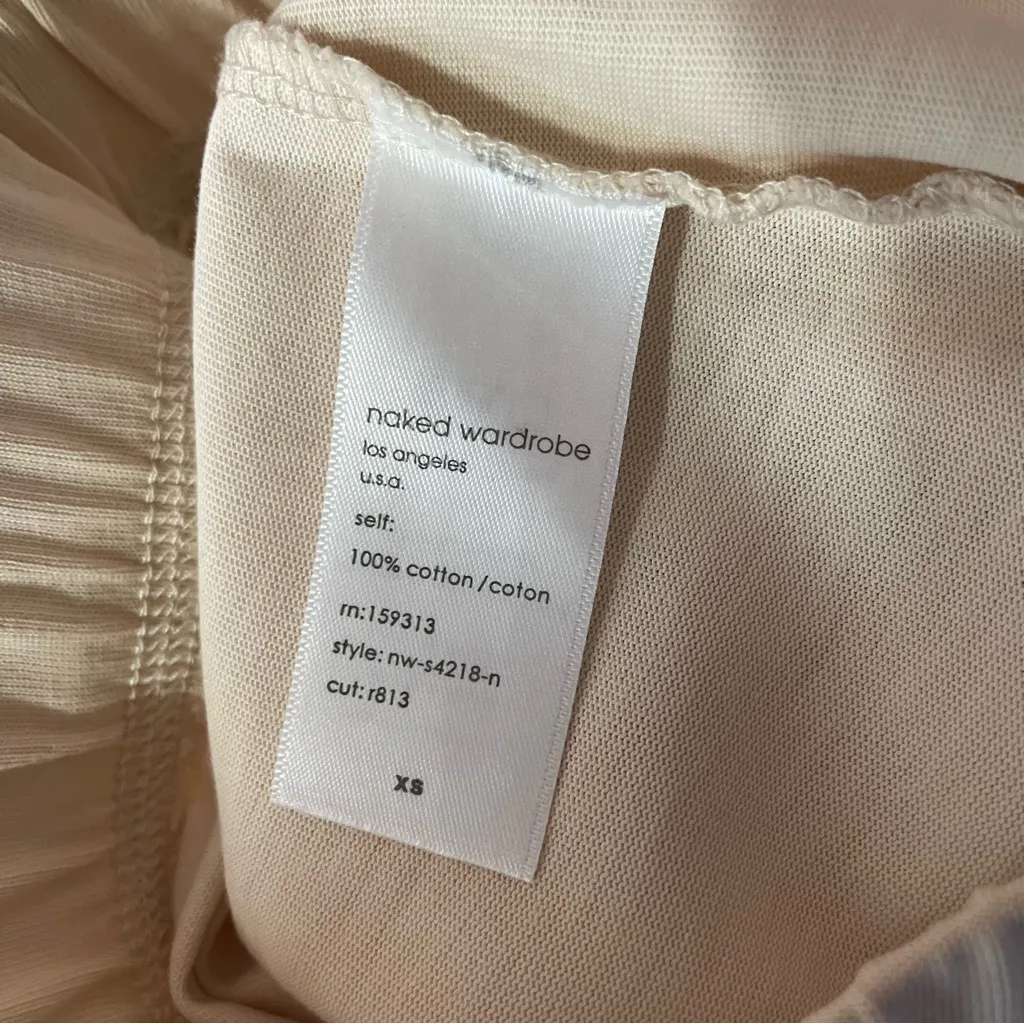 naked wardrobe
los angeles
u.s.a.
self:
100% cotton/coton
rn:159313
style: nw-s4218-n
cut: r813
xs